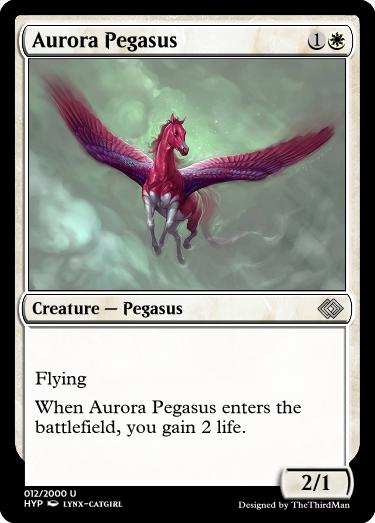 Aurora Pegasus 1
Creature — Pegasus
Flying
When Aurora Pegasus enters the
battlefield, you gain 2 life.
2/1
012/2000 U
HYP LYNX-CATGIRL
Designed by TheThirdMan